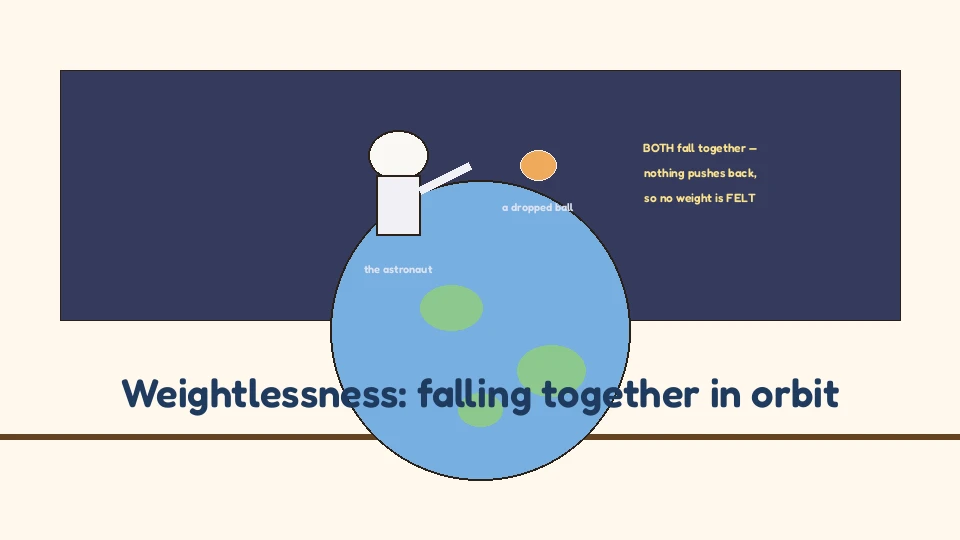 BOTH fall together —
nothing pushes back,
so no weight is FELT
a dropped ball
the astronaut
Weightlessness: falling together in orbit